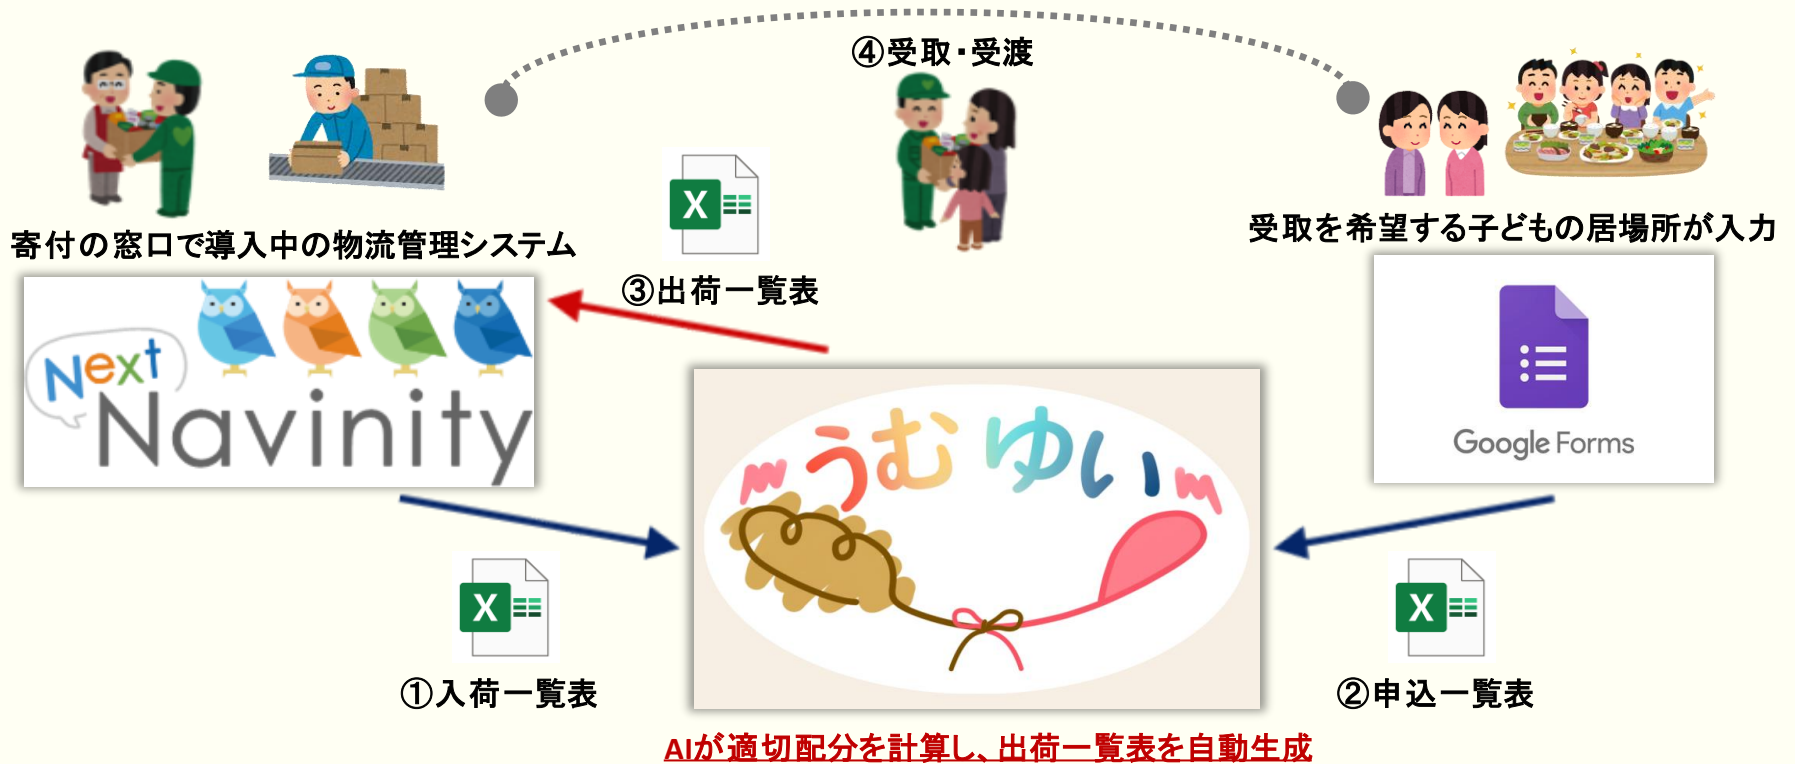 ④受取・受渡
寄付の窓口で導入中の物流管理システム
受取を希望する子どもの居場所が入力
X
③出荷一覧表
Next
Navinity
Google Forms
うむゆい
X
①入荷一覧表
X
②申込一覧表
AIが適切配分を計算し、出荷一覧表を自動生成